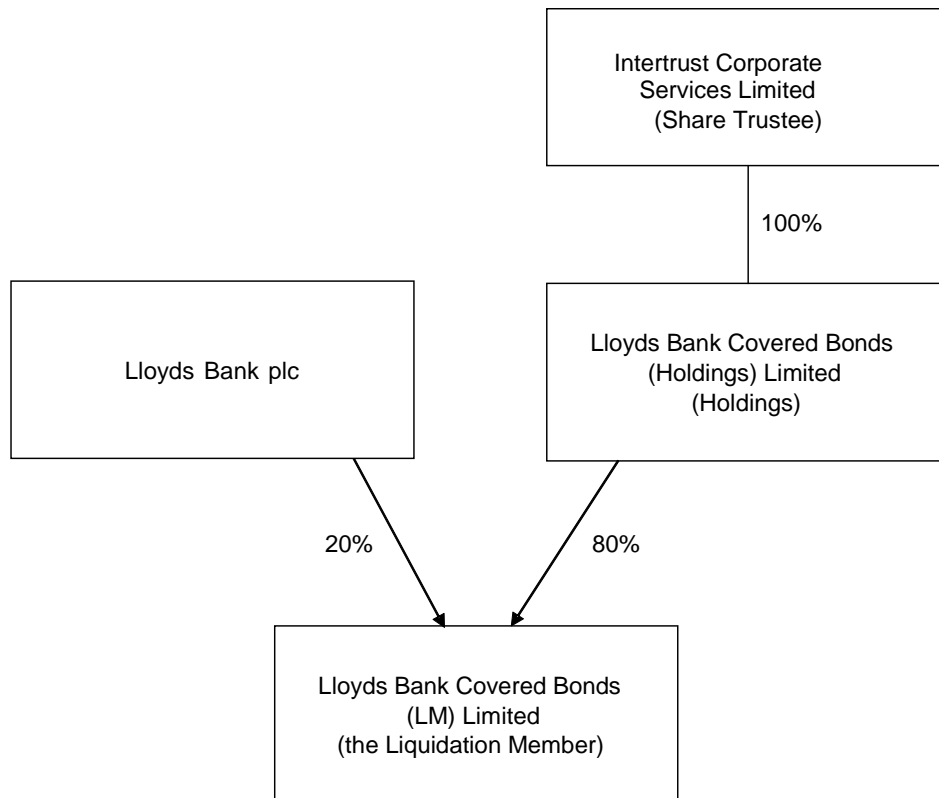 Intertrust Corporate
Services Limited
(Share Trustee)
100%
Lloyds Bank plc
Lloyds Bank Covered Bonds
(Holdings) Limited
(Holdings)
20%
80%
Lloyds Bank Covered Bonds
(LM) Limited
(the Liquidation Member)